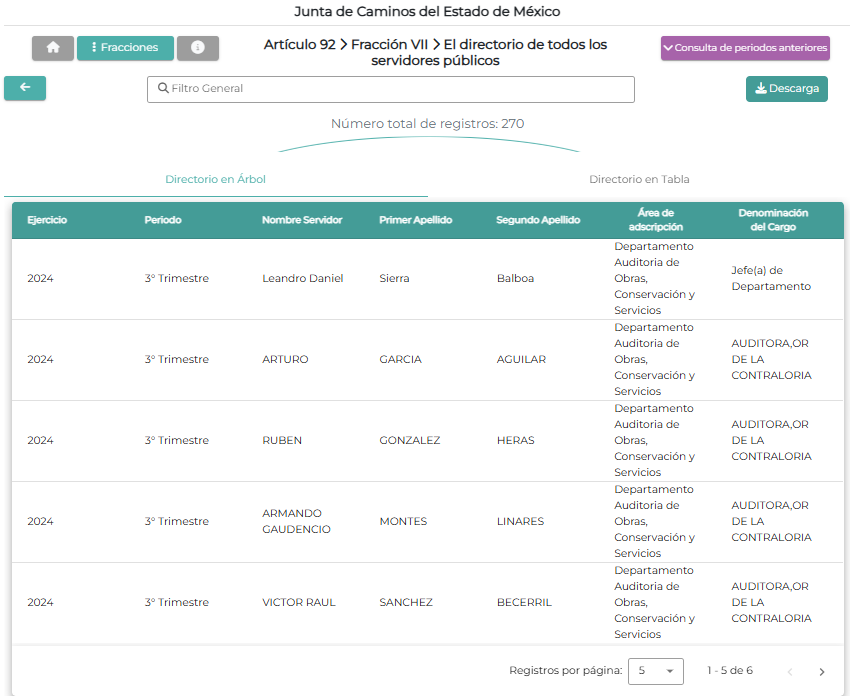 Junta de Caminos del Estado de México
Fracciones
Artículo 92 > Fracción VII > El directorio de todos los
servidores públicos
Consulta de periodos anteriores
Filtro General
Descarga
Número total de registros: 270
Directorio en Árbol
Directorio en Tabla
Ejercicio Periodo Nombre Servidor Primer Apellido Segundo Apellido Área de adscripción Denominación del Cargo
2024 3° Trimestre Leandro Daniel Sierra Balboa
Departamento
Auditoria de
Obras,
Conservación y
Servicios
Jefe(a) de
Departamento
2024 3° Trimestre ARTURO GARCIA AGUILAR
Departamento
Auditoria de
Obras,
Conservación y
Servicios
AUDITORA,OR
DE LA
CONTRALORIA
2024 3° Trimestre RUBEN GONZALEZ HERAS
Departamento
Auditoria de
Obras,
Conservación y
Servicios
AUDITORA,OR
DE LA
CONTRALORIA
2024 3° Trimestre ARMANDO GAUDENCIO MONTES LINARES
Departamento
Auditoria de
Obras,
Conservación y
Servicios
AUDITORA,OR
DE LA
CONTRALORIA
2024 3° Trimestre VICTOR RAUL SANCHEZ BECERRIL
Departamento
Auditoria de
Obras,
Conservación y
Servicios
AUDITORA,OR
DE LA
CONTRALORIA
Registros por página: 5 1 - 5 de 6